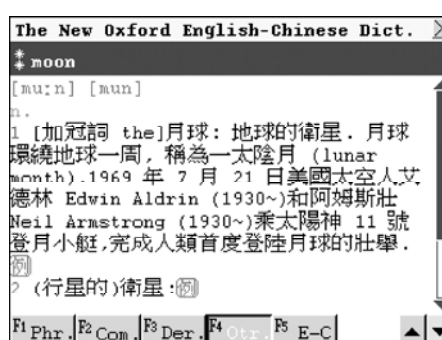 The New Oxford English-Chinese Dict.
moon
[mu:n] [mun]
n.
1 [加冠詞 the]月球: 地球的衛星. 月球
環繞地球一周, 稱為一太陰月 (lunar
month).1969 年 7 月 21 日美國太空人艾
德林 Edwin Aldrin (1930~)和阿姆斯壯
Neil Armstrong (1930~)乘太陽神 11 號
登月小艇,完成人類首度登陸月球的壯舉.
例
2 (行星的)衛星:例
F1 Phr. F2 Com. F3 Der. F4 Otr. F5 E-C